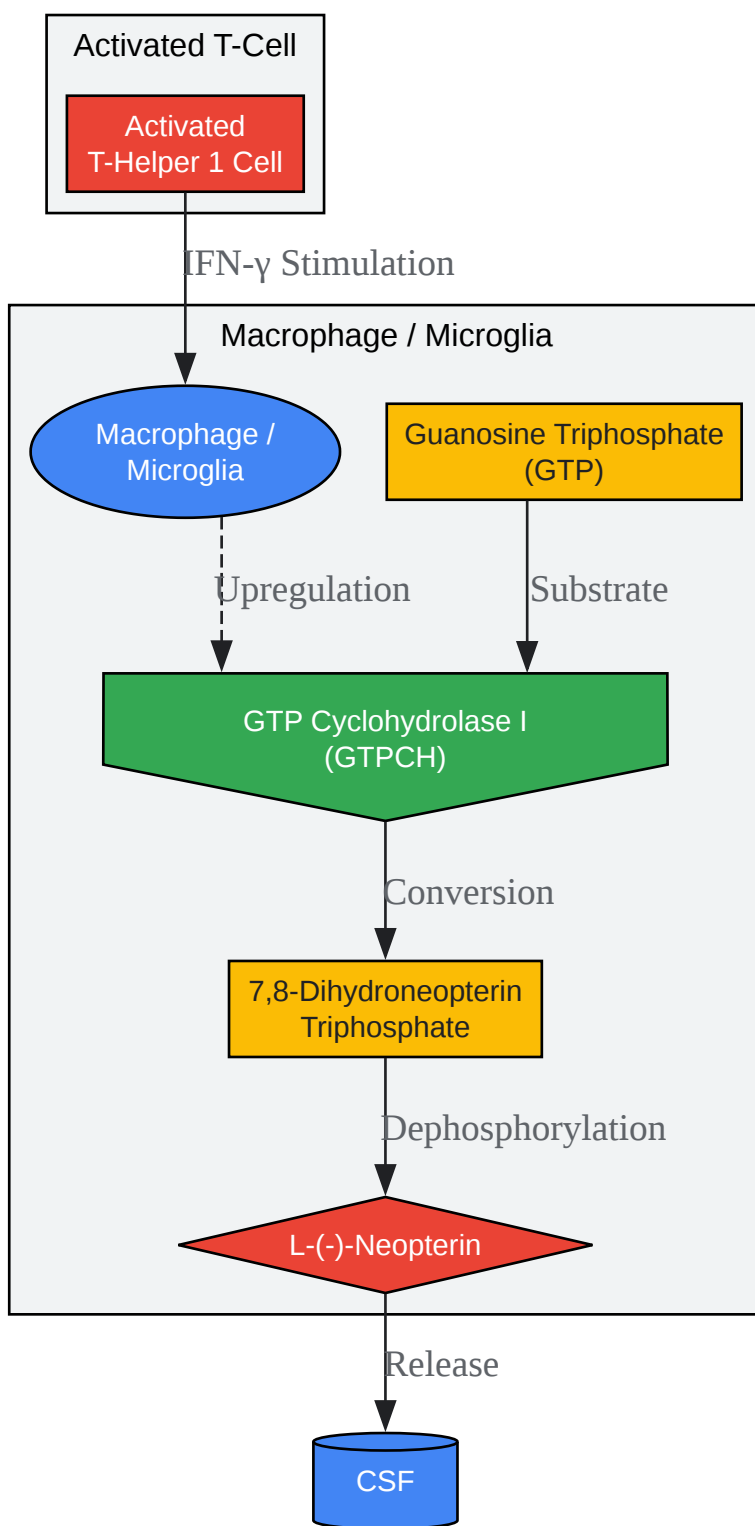 Activated T-Cell
Activated
T-Helper 1 Cell
IFN-γ Stimulation
Macrophage / Microglia
Macrophage /
Microglia
Guanosine Triphosphate
(GTP)
Upregulation
Substrate
GTP Cyclohydrolase I
(GTPCH)
Conversion
7,8-Dihydroneopterin
Triphosphate
Dephosphorylation
L-(-)-Neopterin
Release
CSF